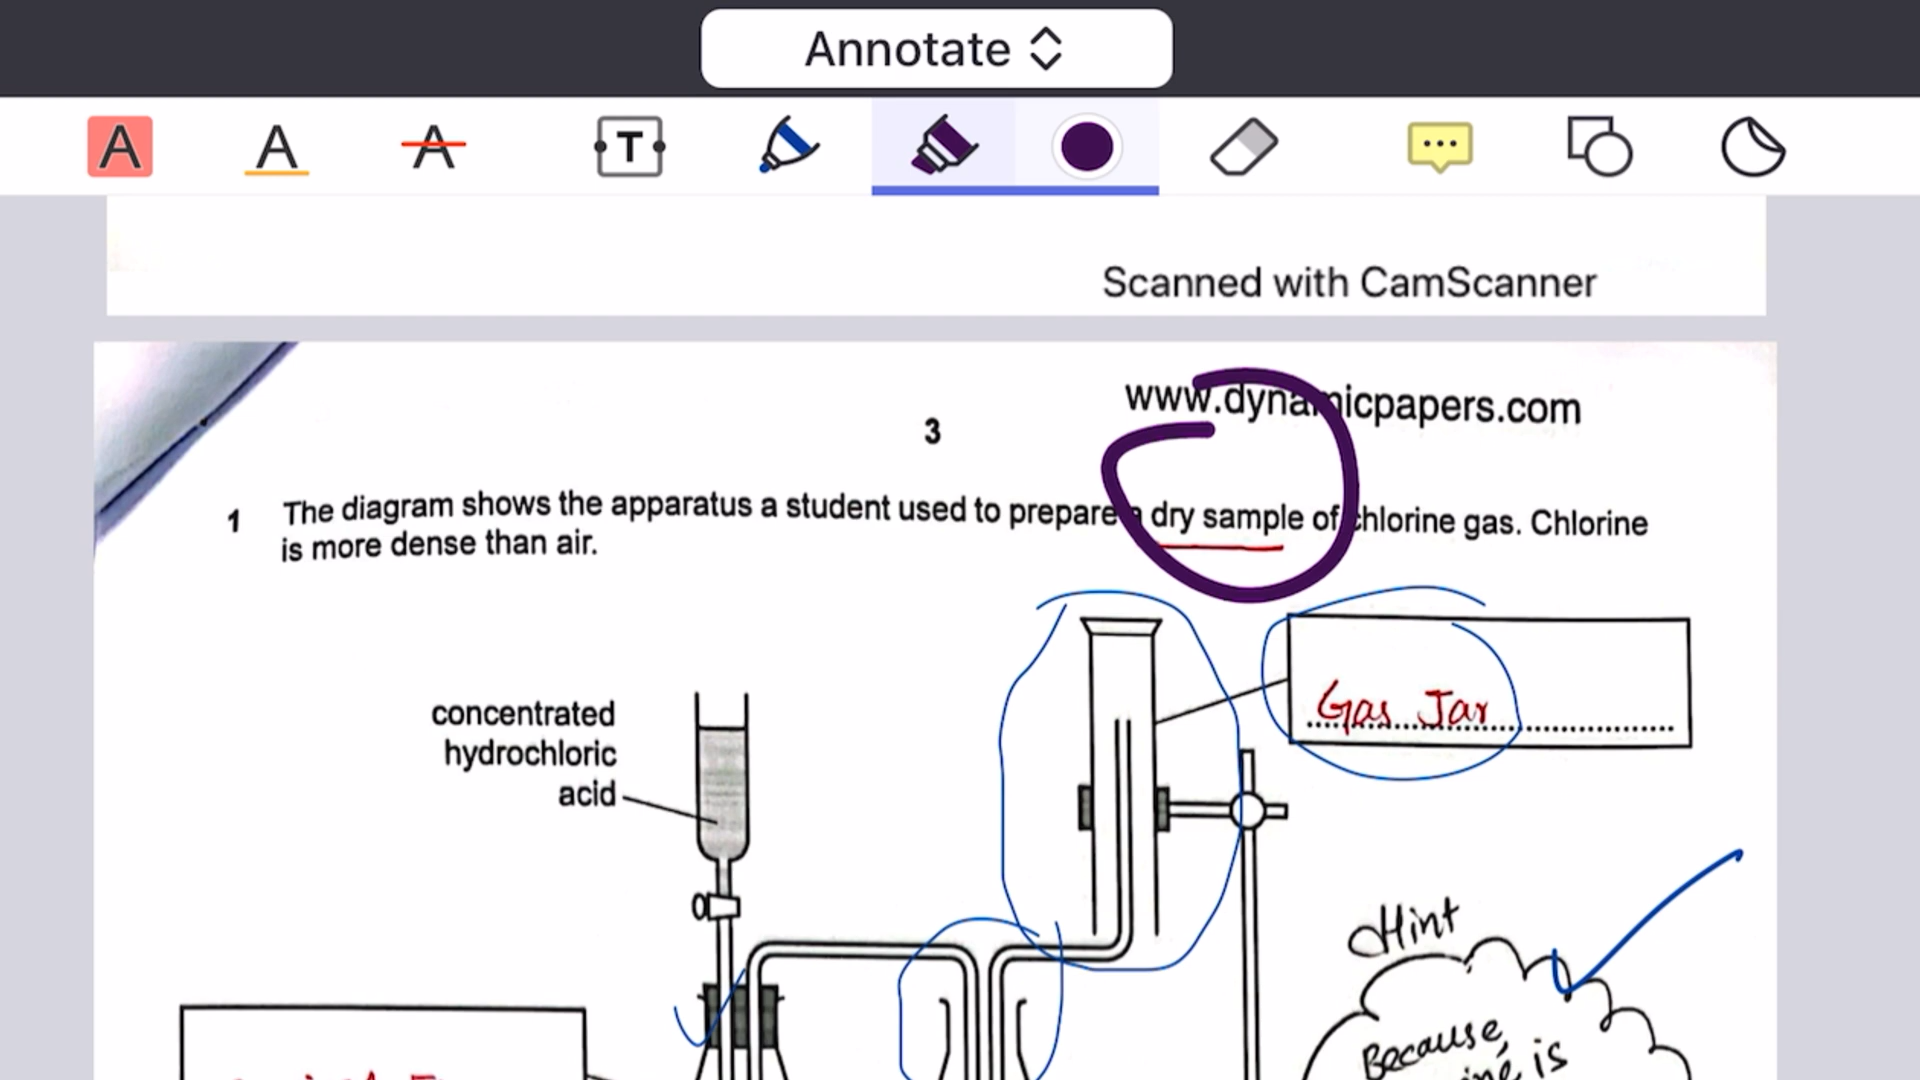 Annotate
A A A T
Scanned with CamScanner
www.dynamicpapers.com
3
1 The diagram shows the apparatus a student used to prepare a dry sample of chlorine gas. Chlorine
is more dense than air.
Gas Jar
concentrated
hydrochloric
acid
Hint
Because,
is